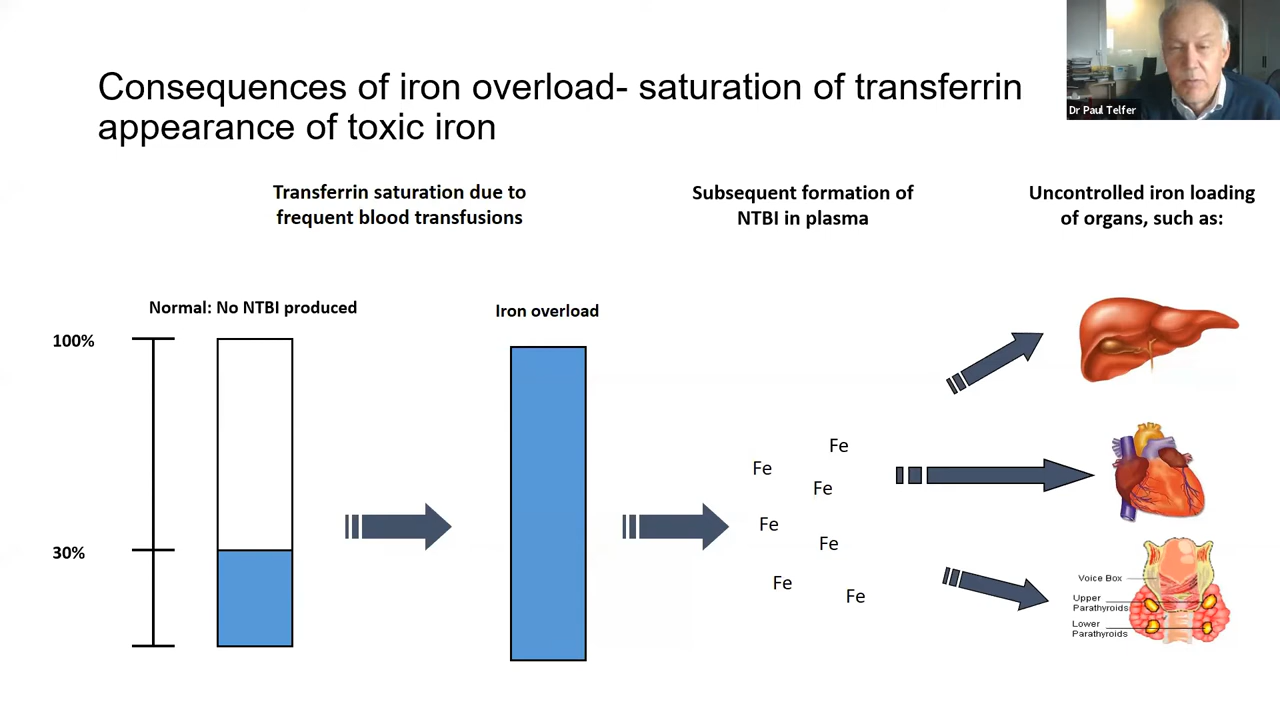 Consequences of iron overload- saturation of transferrin
appearance of toxic iron
Dr Paul Telfer
Transferrin saturation due to
frequent blood transfusions
Subsequent formation of
NTBI in plasma
Uncontrolled iron loading
of organs, such as:
Normal: No NTBI produced
Iron overload
100%
30%
Fe
Fe
Fe
Fe
Fe
Fe
Fe
Voice Box
Upper
Parathyroids
Lower
Parathyroids